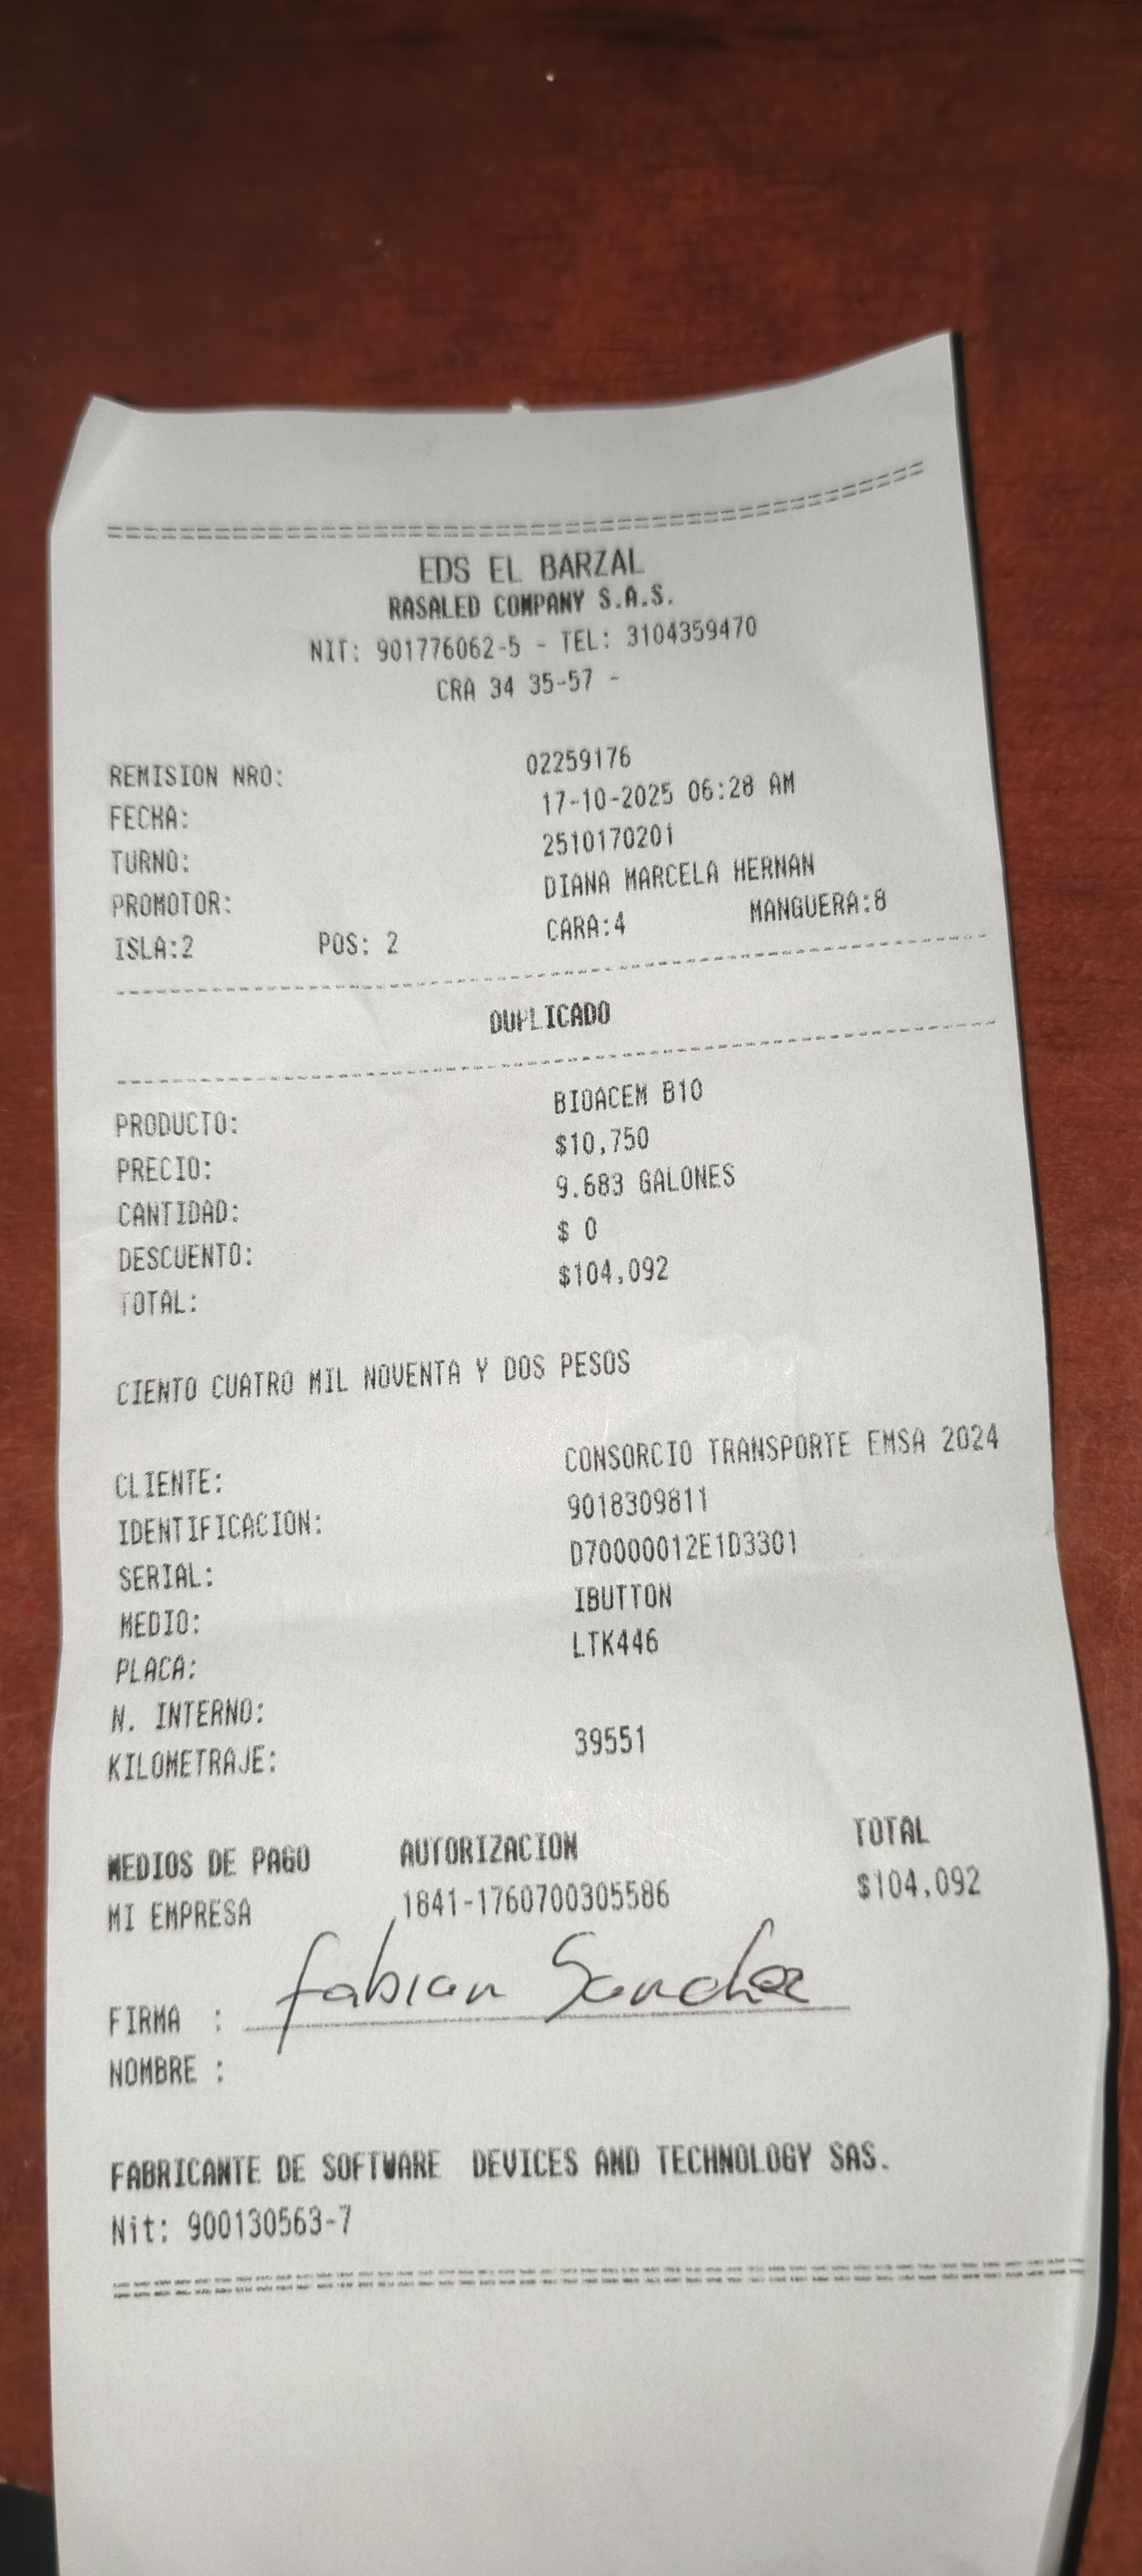 EDS EL BARZAL
RASALED COMPANY S.A.S.
NIT: 901776062-5 - TEL: 3104359470
CRA 34 35-57 -
REMISION NRO: 02259176
FECHA: 17-10-2025 06:28 AM
TURNO: 2510170201
PROMOTOR: DIANA MARCELA HERNAN
ISLA:2 POS: 2 CARA:4 MANGUERA:8
DUPLICADO
PRODUCTO: BIOACEM B10
PRECIO: $10,750
CANTIDAD: 9.683 GALONES
DESCUENTO: $ 0
TOTAL: $104,092
CIENTO CUATRO MIL NOVENTA Y DOS PESOS
CLIENTE: CONSORCIO TRANSPORTE EMSA 2024
IDENTIFICACION: 9018309811
SERIAL: D70000012E1D3301
MEDIO: IBUTTON
PLACA: LTK446
N. INTERNO:
KILOMETRAJE: 39551
MEDIOS DE PAGO AUTORIZACION TOTAL
MI EMPRESA 1841-1760700305586 $104,092
FIRMA : Fabian Sanchez
NOMBRE :
FABRICANTE DE SOFTWARE DEVICES AND TECHNOLOGY SAS.
Nit: 900130563-7